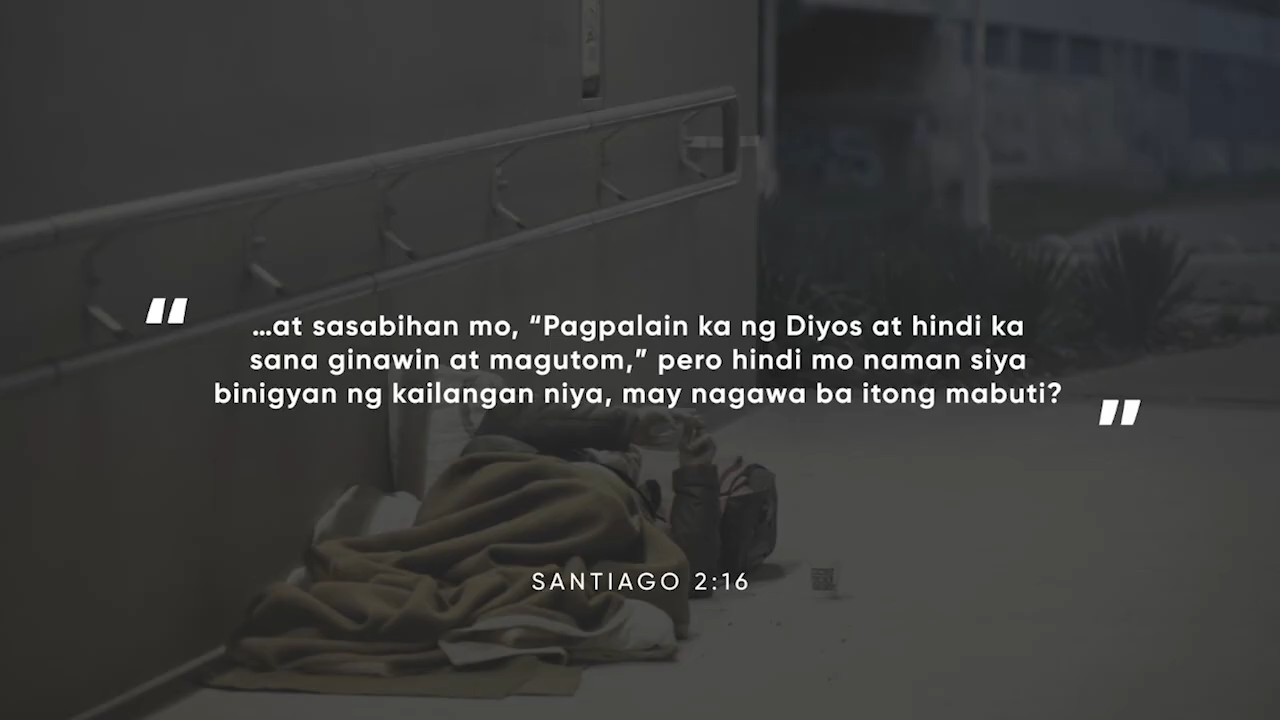 "
…at sasabihan mo, “Pagpalain ka ng Diyos at hindi ka
sana ginawin at magutom,” pero hindi mo naman siya
binigyan ng kailangan niya, may nagawa ba itong mabuti?
"
SANTIAGO 2:16